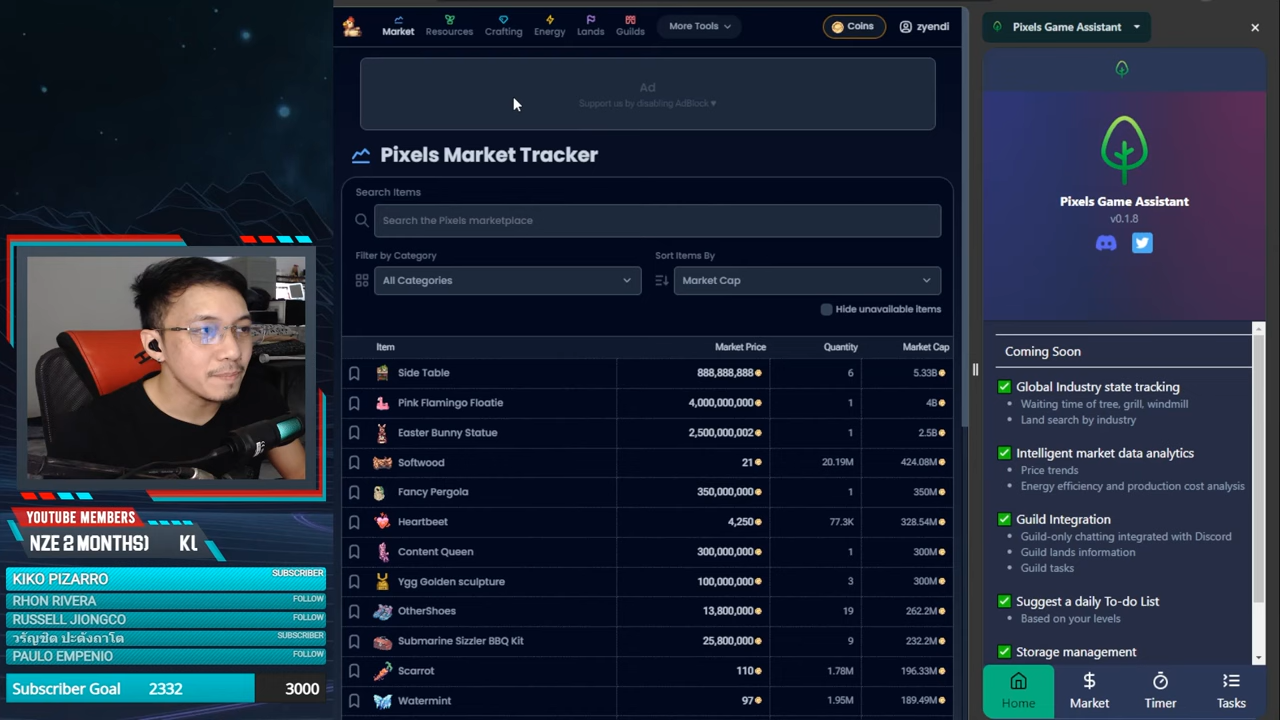 Market
Resources
Crafting
Energy
Lands
Guilds
More Tools
Coins
zyendi
Ad
Support us by disabling AdBlock ♥
Pixels Market Tracker
Search Items
Search the Pixels marketplace
Filter by Category
Sort Items By
All Categories
Market Cap
Hide unavailable items
Item Market Price Quantity Market Cap
Side Table 888,888,888 6 5.33B
Pink Flamingo Floatie 4,000,000,000 1 4B
Easter Bunny Statue 2,500,000,002 1 2.5B
Softwood 21 20.19M 424.08M
Fancy Pergola 350,000,000 1 350M
Heartbeet 4,250 77.3K 328.54M
Content Queen 300,000,000 1 300M
Ygg Golden sculpture 100,000,000 3 300M
OtherShoes 13,800,000 19 262.2M
Submarine Sizzler BBQ Kit 25,800,000 9 232.2M
Scarrot 110 1.78M 196.33M
Watermint 97 1.95M 189.49M
Pixels Game Assistant
Pixels Game Assistant
v0.1.8
Coming Soon
Global Industry state tracking
Waiting time of tree, grill, windmill
Land search by industry
Intelligent market data analytics
Price trends
Energy efficiency and production cost analysis
Guild Integration
Guild-only chatting integrated with Discord
Guild lands information
Guild tasks
Suggest a daily To-do List
Based on your levels
Storage management
Home
Market
Timer
Tasks
YOUTUBE MEMBERS
NZE 2 MONTHS) KL
KIKO PIZARRO SUBSCRIBER
RHON RIVERA FOLLOW
RUSSELL JIONGCO FOLLOW
วรัญชิต ปะตังถาโต SUBSCRIBER
PAULO EMPENIO FOLLOW
Subscriber Goal 2332 3000